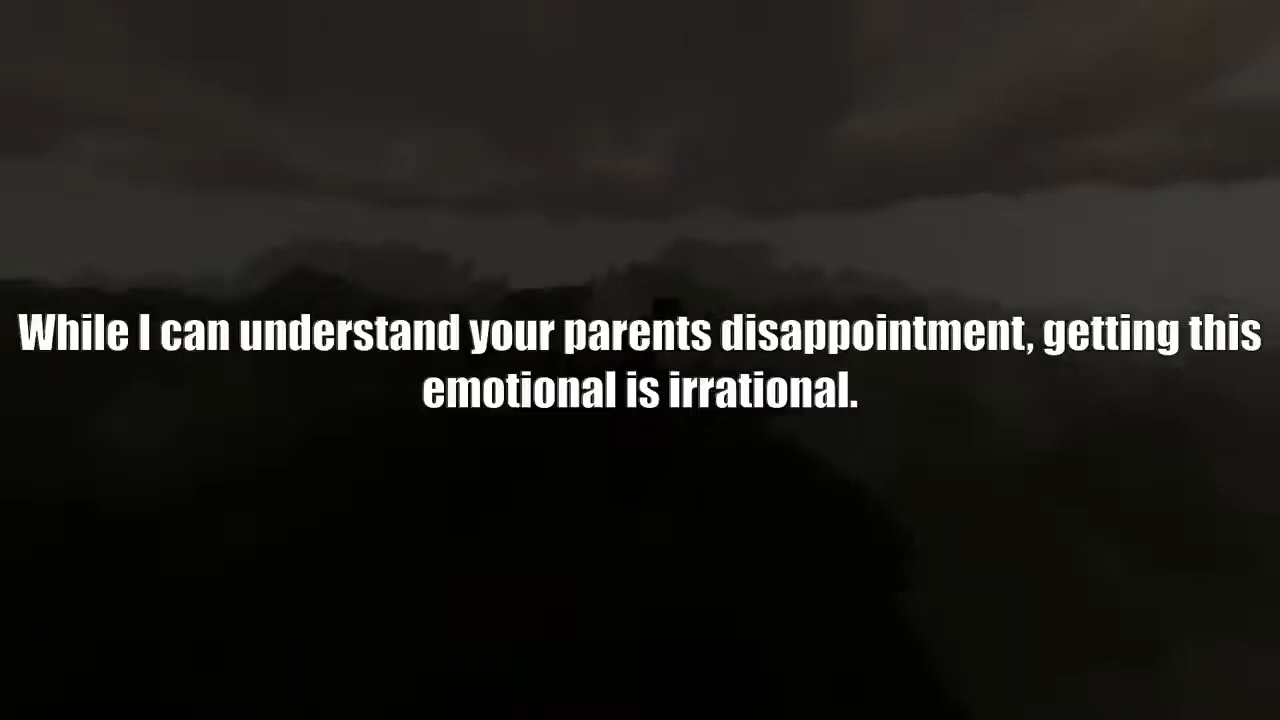 While I can understand your parents disappointment, getting this
emotional is irrational.